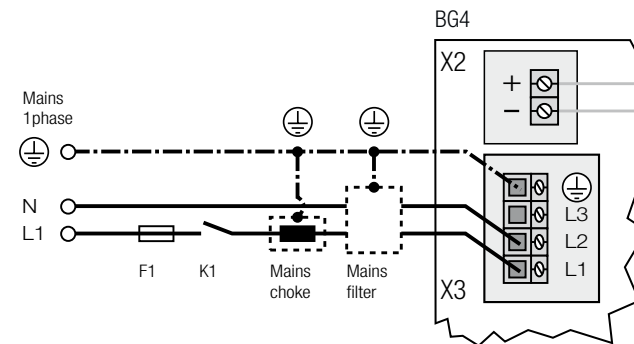 BG4
X2
+
−
Mains
1phase
N
L1
F1
K1
Mains
choke
Mains
filter
L3
L2
L1
X3